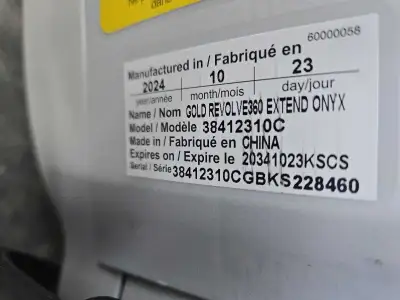 60000058
Manufactured in / Fabriqué en
2024 10 23
year/année month/mois day/jour
Name / Nom GOLD REVOLVE360 EXTEND ONYX
Model / Modèle 38412310C
Made in / Fabriqué en CHINA
Expires on / Expire le 20341023KSCS
Serial / Série 38412310CGBKS228460